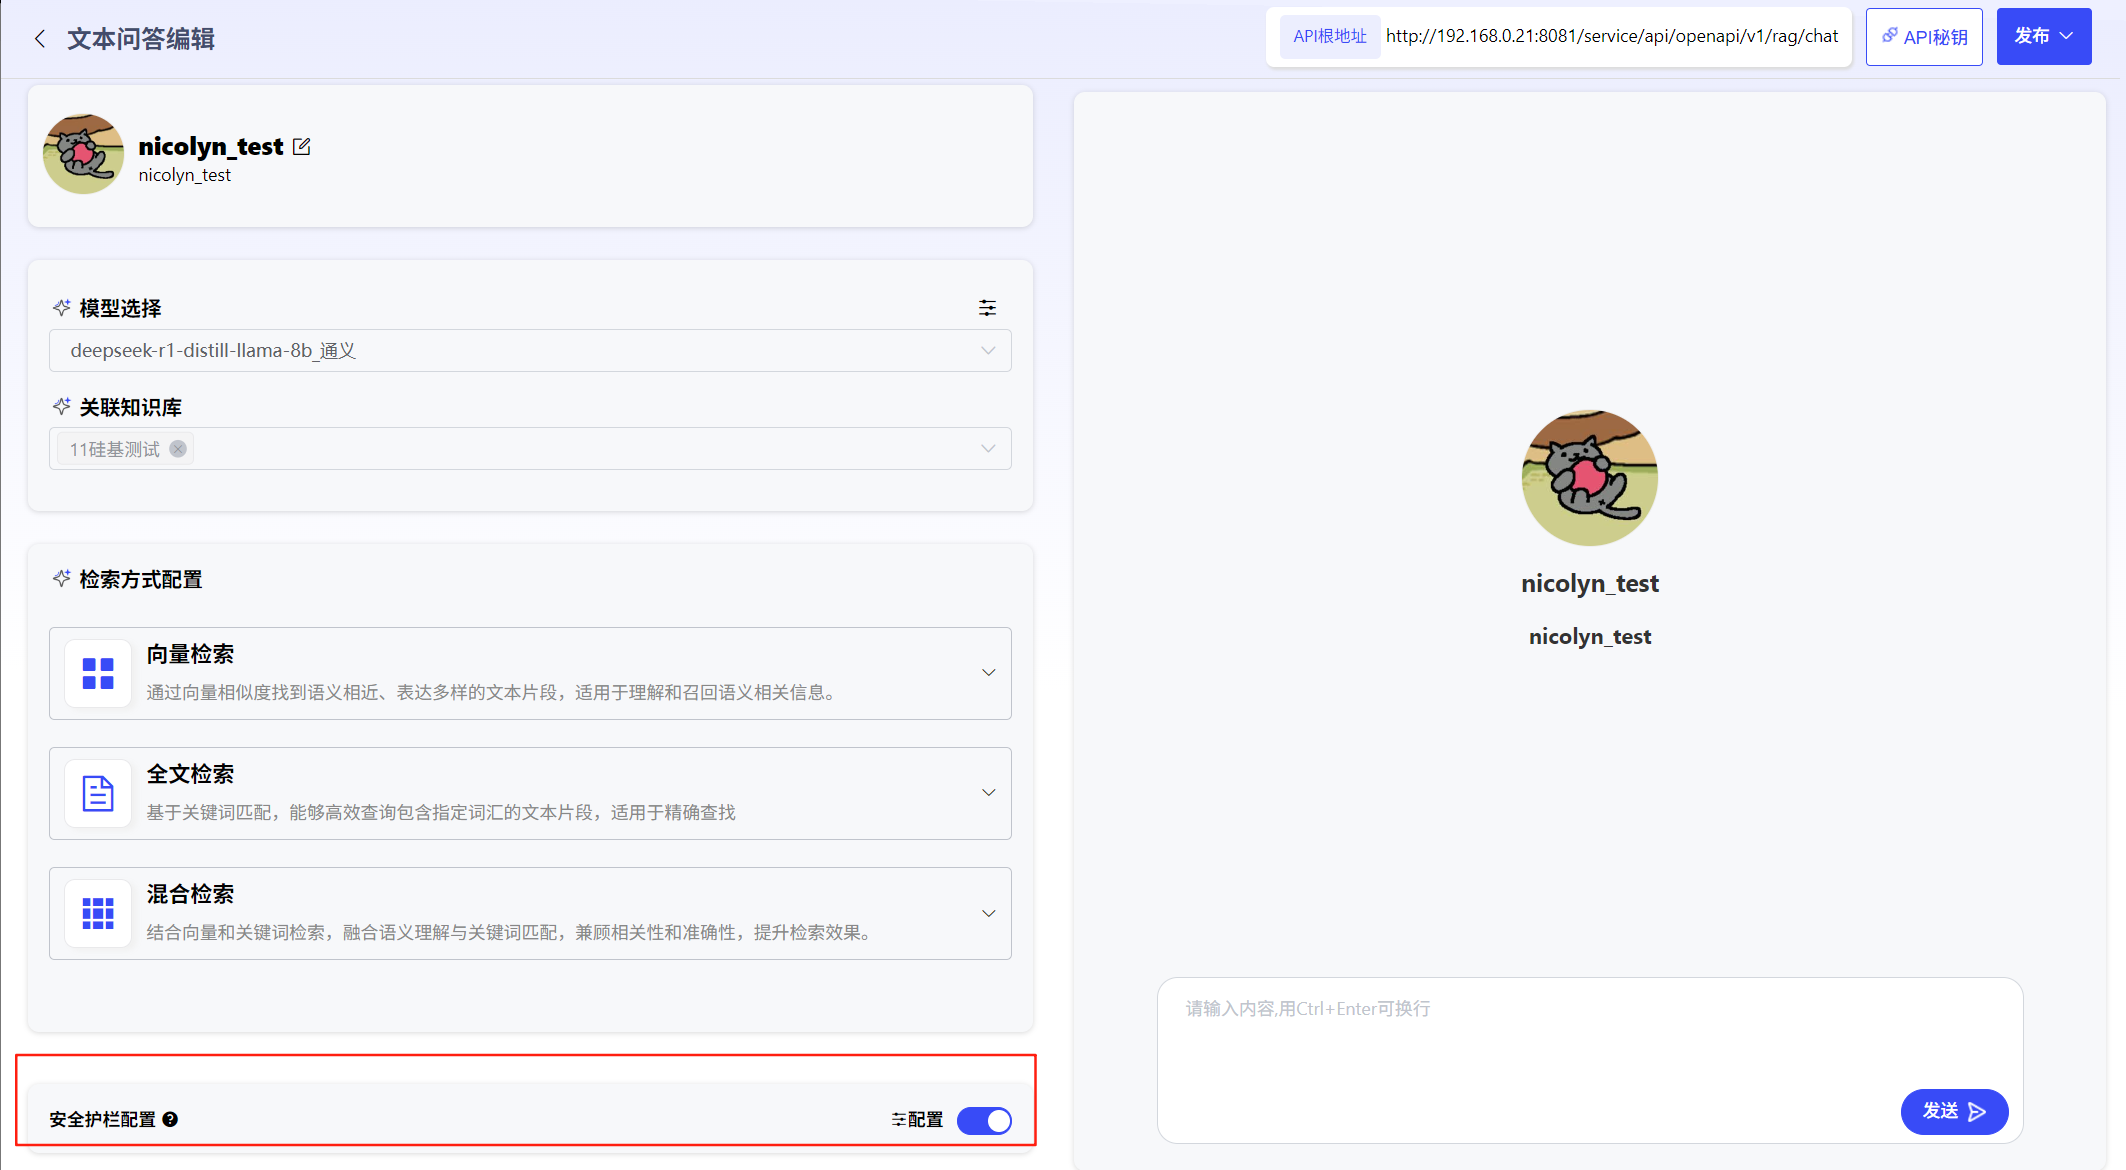 文本问答编辑
API根地址 http://192.168.0.21:8081/service/api/openapi/v1/rag/chat
API秘钥
发布
nicolyn_test
nicolyn_test
模型选择
deepseek-r1-distill-llama-8b_通义
关联知识库
11硅基测试
检索方式配置
向量检索
通过向量相似度找到语义相近、表达多样的文本片段，适用于理解和召回语义相关信息。
全文检索
基于关键词匹配，能够高效查询包含指定词汇的文本片段，适用于精确查找
混合检索
结合向量和关键词检索，融合语义理解与关键词匹配，兼顾相关性和准确性，提升检索效果。
安全护栏配置
配置
nicolyn_test
nicolyn_test
请输入内容,用Ctrl+Enter可换行
发送